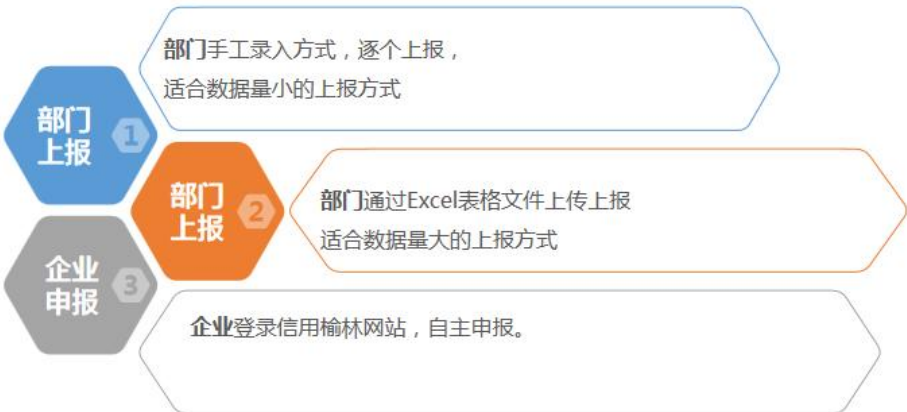 部门手工录入方式，逐个上报，
适合数据量小的上报方式
部门
上报
1
部门
上报
2
部门通过Excel表格文件上传上报
适合数据量大的上报方式
企业
申报
3
企业登录信用榆林网站，自主申报。